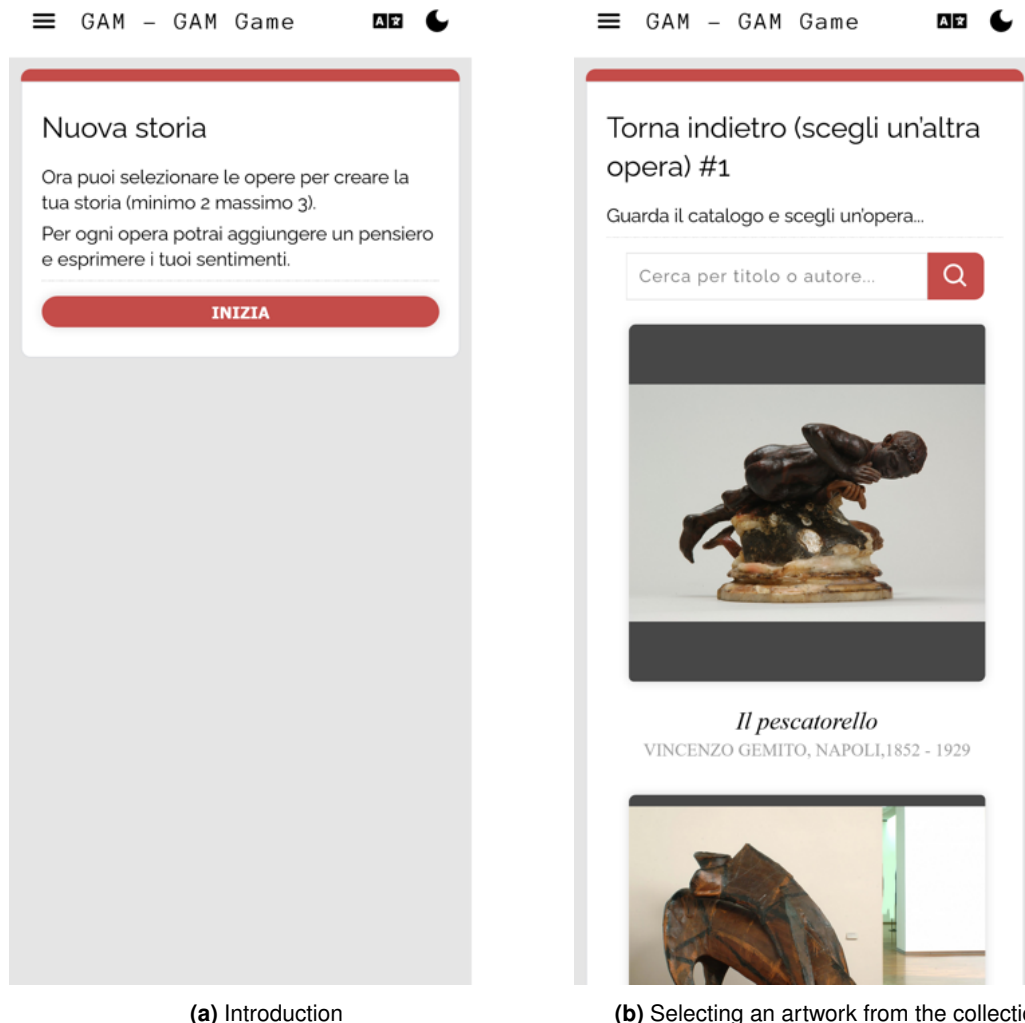 GAM – GAM Game
Nuova storia
Ora puoi selezionare le opere per creare la
tua storia (minimo 2 massimo 3).
Per ogni opera potrai aggiungere un pensiero
e esprimere i tuoi sentimenti.
INIZIA
(a) Introduction
GAM – GAM Game
Torna indietro (scegli un'altra
opera) #1
Guarda il catalogo e scegli un'opera...
Cerca per titolo o autore...
Il pescatorello
VINCENZO GEMITO, NAPOLI,1852 - 1929
(b) Selecting an artwork from the collecti